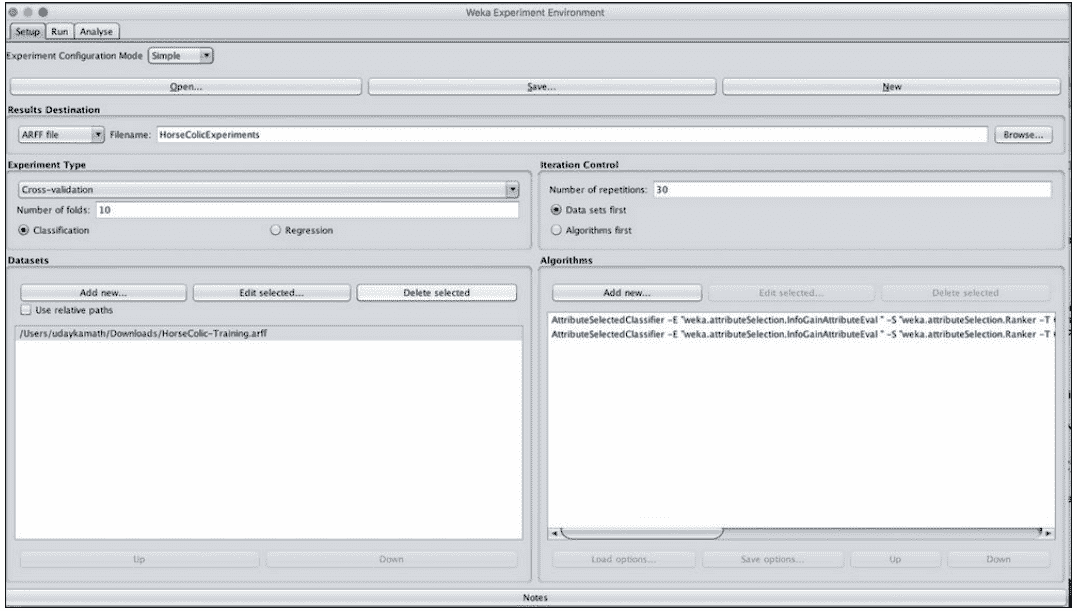 Weka Experiment Environment
Setup Run Analyse
Experiment Configuration Mode Simple
Open... Save... New
Results Destination
ARFF file Filename: HorseColicExperiments Browse...
Experiment Type
Cross-validation
Number of folds: 10
Classification Regression
Iteration Control
Number of repetitions: 30
Data sets first
Algorithms first
Datasets
Add new... Edit selected... Delete selected
Use relative paths
/Users/udaykamath/Downloads/HorseColic-Training.arff
Up Down
Algorithms
Add new... Edit selected... Delete selected
AttributeSelectedClassifier -E "weka.attributeSelection.InfoGainAttributeEval " -S "weka.attributeSelection.Ranker -T
AttributeSelectedClassifier -E "weka.attributeSelection.InfoGainAttributeEval " -S "weka.attributeSelection.Ranker -T
Load options... Save options... Up Down
Notes